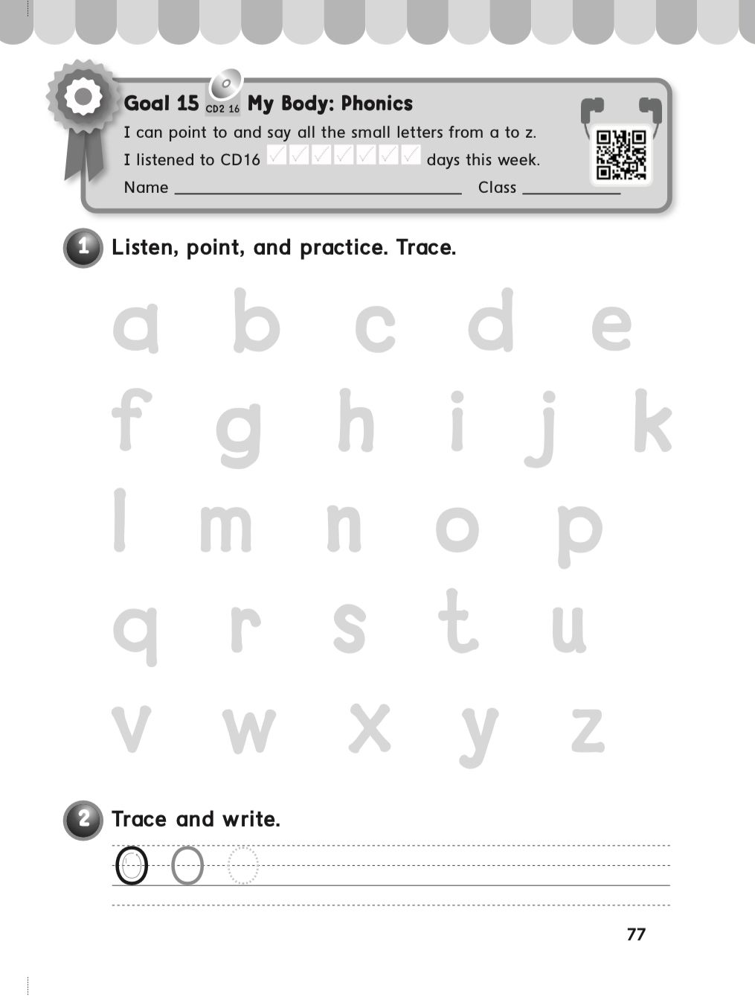 Goal 15 CD2 16 My Body: Phonics
I can point to and say all the small letters from a to z.
I listened to CD16 days this week.
Name Class
1 Listen, point, and practice. Trace.
a b c d e
f g h i j k
l m n o p
q r s t u
v w x y z
2 Trace and write.
O O O
77